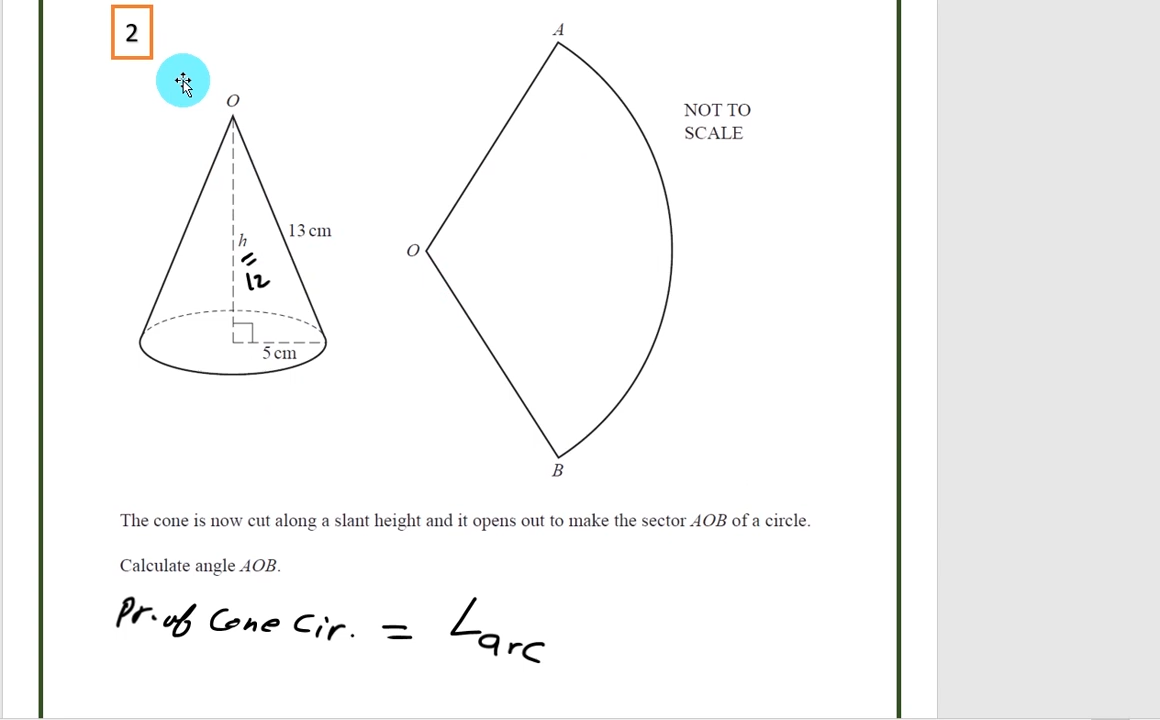 2
O
h
=
12
13 cm
5 cm
A
O
B
NOT TO
SCALE
The cone is now cut along a slant height and it opens out to make the sector AOB of a circle.
Calculate angle AOB.
Pr. of Cone Cir. = Larc